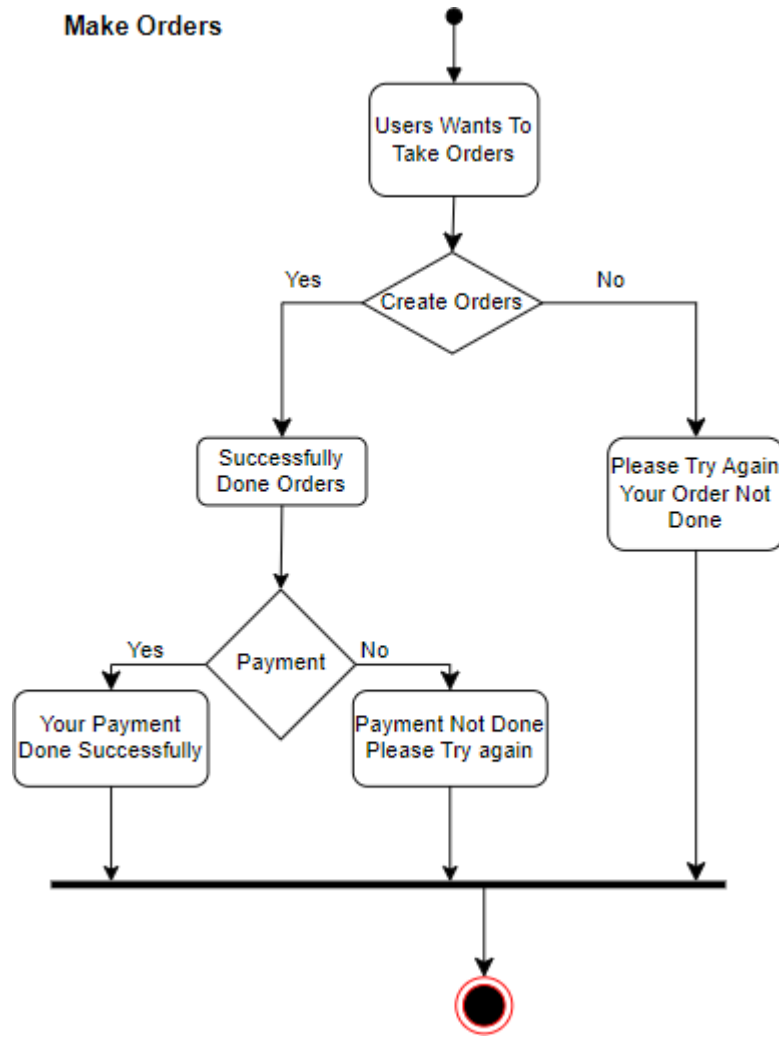 Make Orders
Users Wants To
Take Orders
Yes
Create Orders
No
Successfully
Done Orders
Please Try Again
Your Order Not
Done
Yes
Payment
No
Your Payment
Done Successfully
Payment Not Done
Please Try again